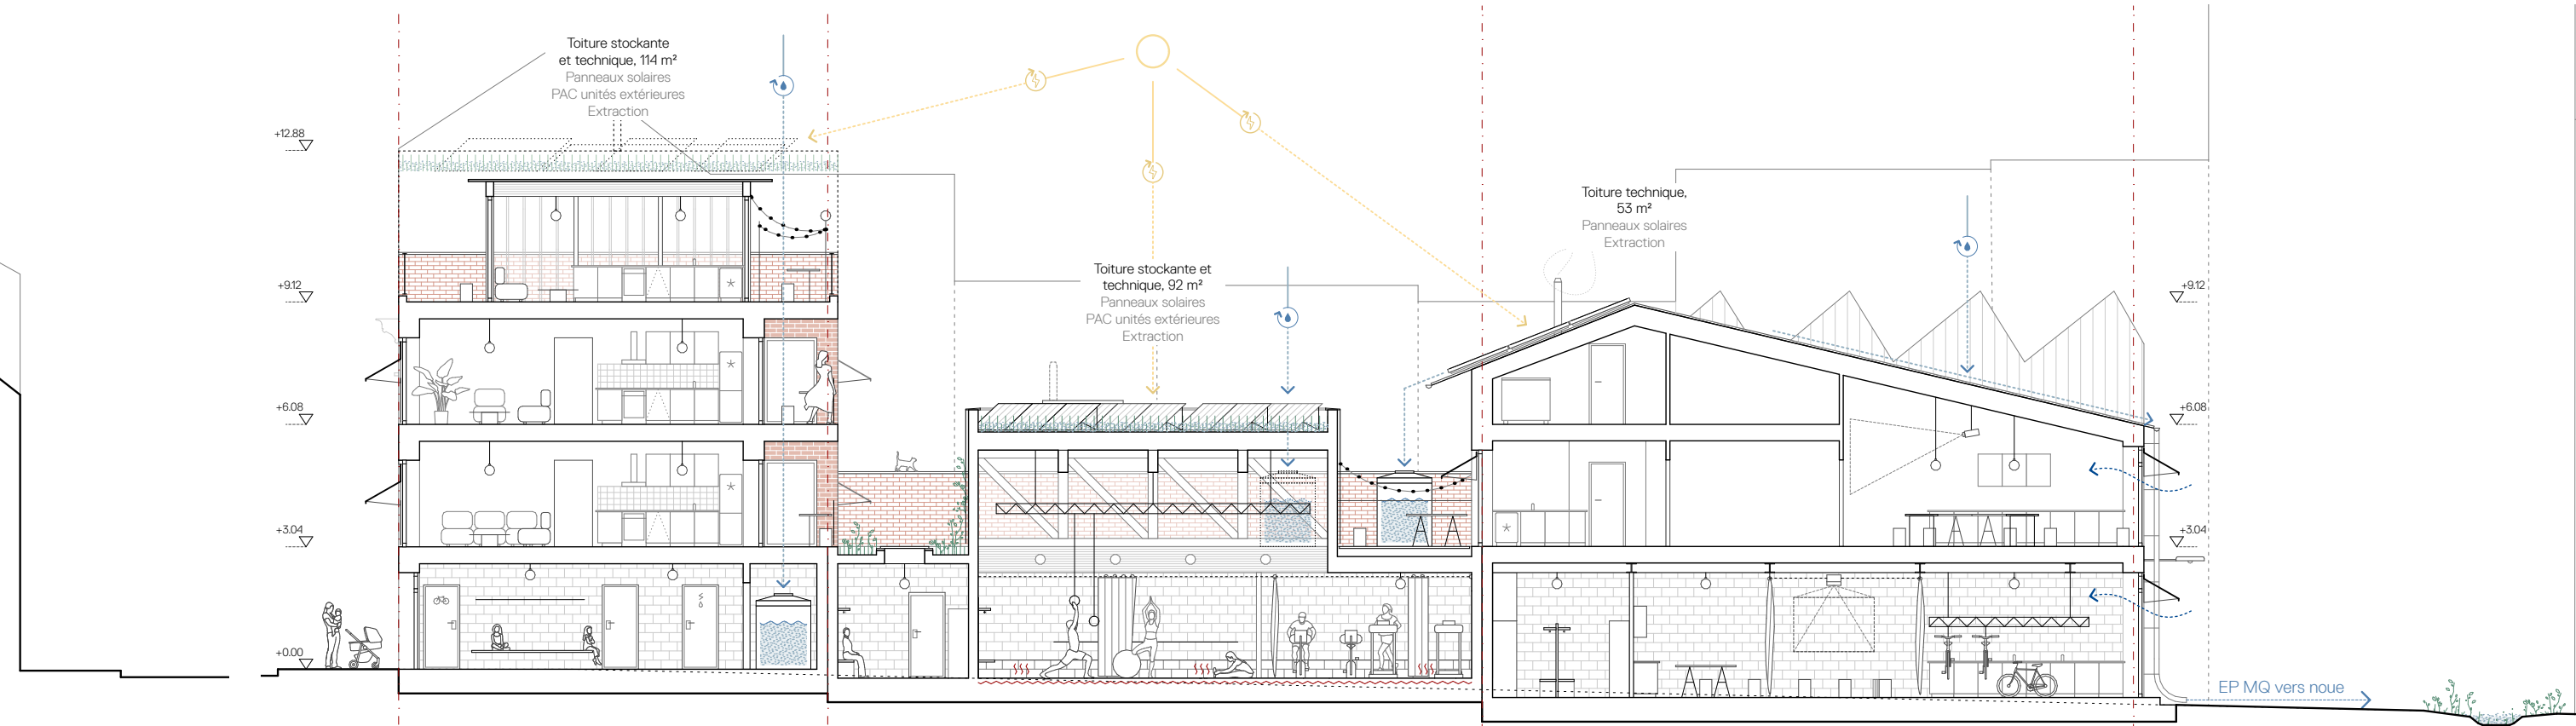 Toiture stockante
et technique, 114 m²
Panneaux solaires
PAC unités extérieures
Extraction
+12.88
+9.12
+6.08
+3.04
+0.00
Toiture stockante et
technique, 92 m²
Panneaux solaires
PAC unités extérieures
Extraction
Toiture technique,
53 m²
Panneaux solaires
Extraction
+9.12
+6.08
+3.04
EP MQ vers noue